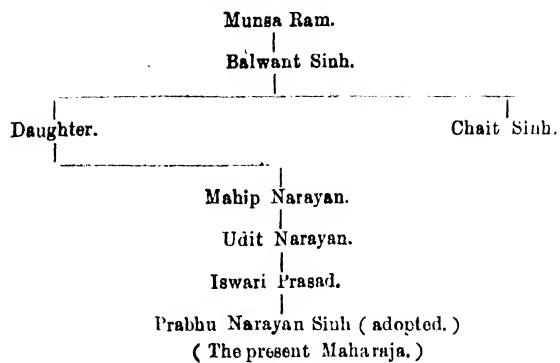 Munsa Ram.
Balwant Sinh.
Daughter. Chait Sinh.
Mahip Narayan.
Udit Narayan.
Iswari Prasad.
Prabhu Narayan Sinh ( adopted. )
( The present Maharaja. )